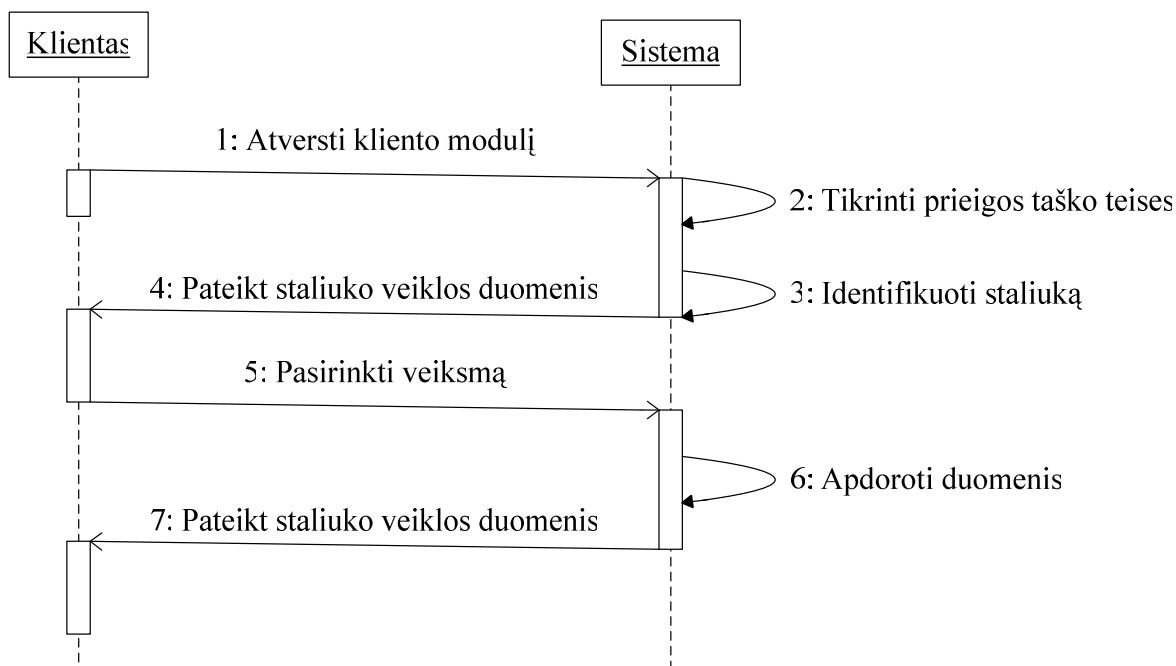 Klientas
Sistema
1: Atversti kliento modulį
2: Tikrinti prieigos taško teises
4: Pateikt staliuko veiklos duomenis
3: Identifikuoti staliuką
5: Pasirinkti veiksmą
6: Apdoroti duomenis
7: Pateikt staliuko veiklos duomenis